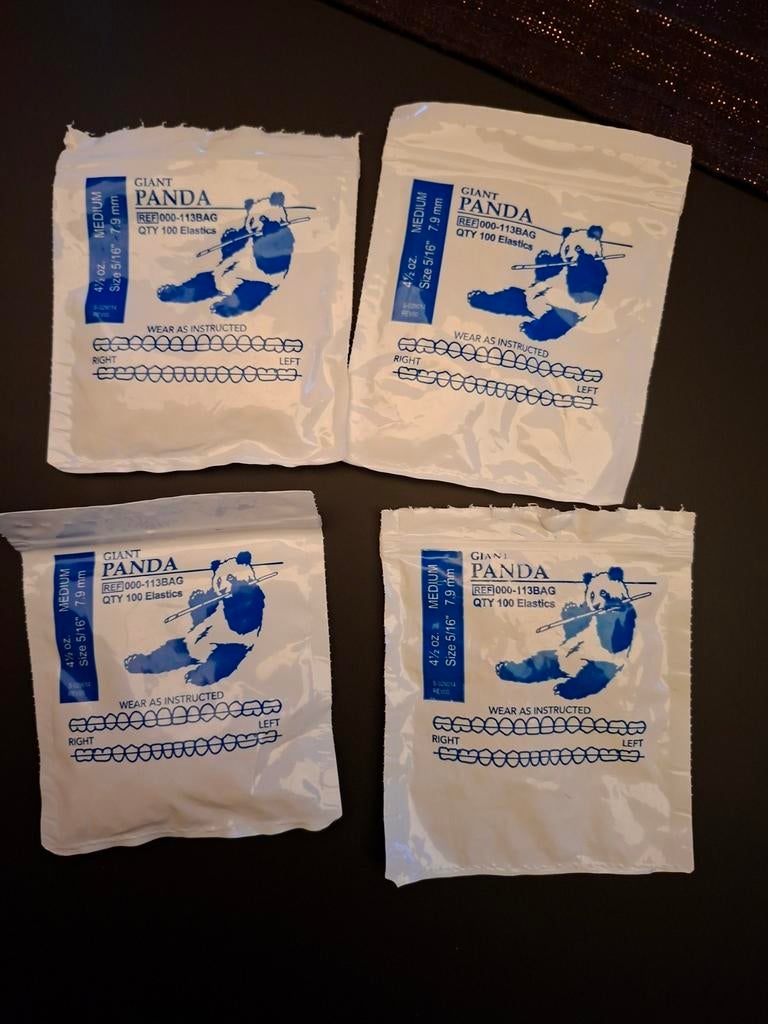 GIANT
PANDA
REF 000-113BAG
QTY 100 Elastics
MEDIUM
4½ oz.
Size 5/16" 7.9 mm
WEAR AS INSTRUCTED
RIGHT LEFT
GIANT
PANDA
REF 000-113BAG
QTY 100 Elastics
MEDIUM
4½ oz.
Size 5/16" 7.9 mm
WEAR AS INSTRUCTED
RIGHT LEFT
GIANT
PANDA
REF 000-113BAG
QTY 100 Elastics
MEDIUM
4½ oz.
Size 5/16" 7.9 mm
WEAR AS INSTRUCTED
RIGHT LEFT
GIANT
PANDA
REF 000-113BAG
QTY 100 Elastics
MEDIUM
4½ oz.
Size 5/16" 7.9 mm
WEAR AS INSTRUCTED
RIGHT LEFT